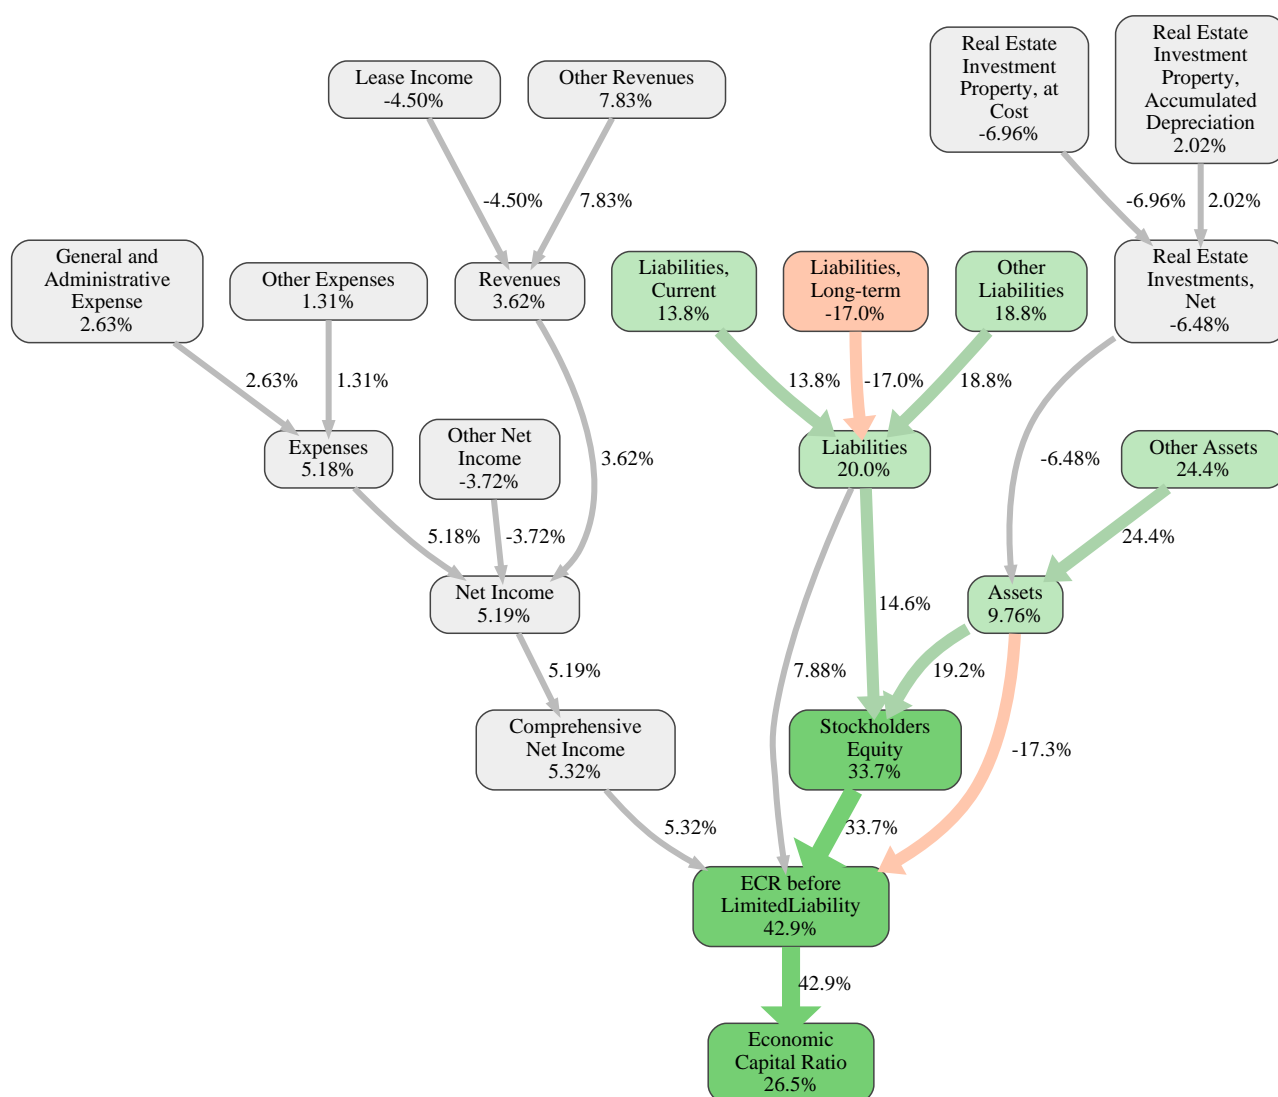 Real Estate
Investment
Property,
Accumulated
Depreciation
2.02%
Real Estate
Investment
Property, at
Cost
-6.96%
Lease Income
-4.50%
Other Revenues
7.83%
-4.50%
7.83%
-6.96%
2.02%
General and
Administrative
Expense
2.63%
Other Expenses
1.31%
Revenues
3.62%
Liabilities,
Current
13.8%
Liabilities,
Long-term
-17.0%
Other
Liabilities
18.8%
Real Estate
Investments,
Net
-6.48%
2.63%
1.31%
13.8%
-17.0%
18.8%
Expenses
5.18%
Other Net
Income
-3.72%
3.62%
Liabilities
20.0%
-6.48%
Other Assets
24.4%
5.18%
-3.72%
24.4%
Net Income
5.19%
14.6%
Assets
9.76%
5.19%
7.88%
19.2%
Comprehensive
Net Income
5.32%
Stockholders
Equity
33.7%
-17.3%
5.32%
33.7%
ECR before
LimitedLiability
42.9%
42.9%
Economic
Capital Ratio
26.5%